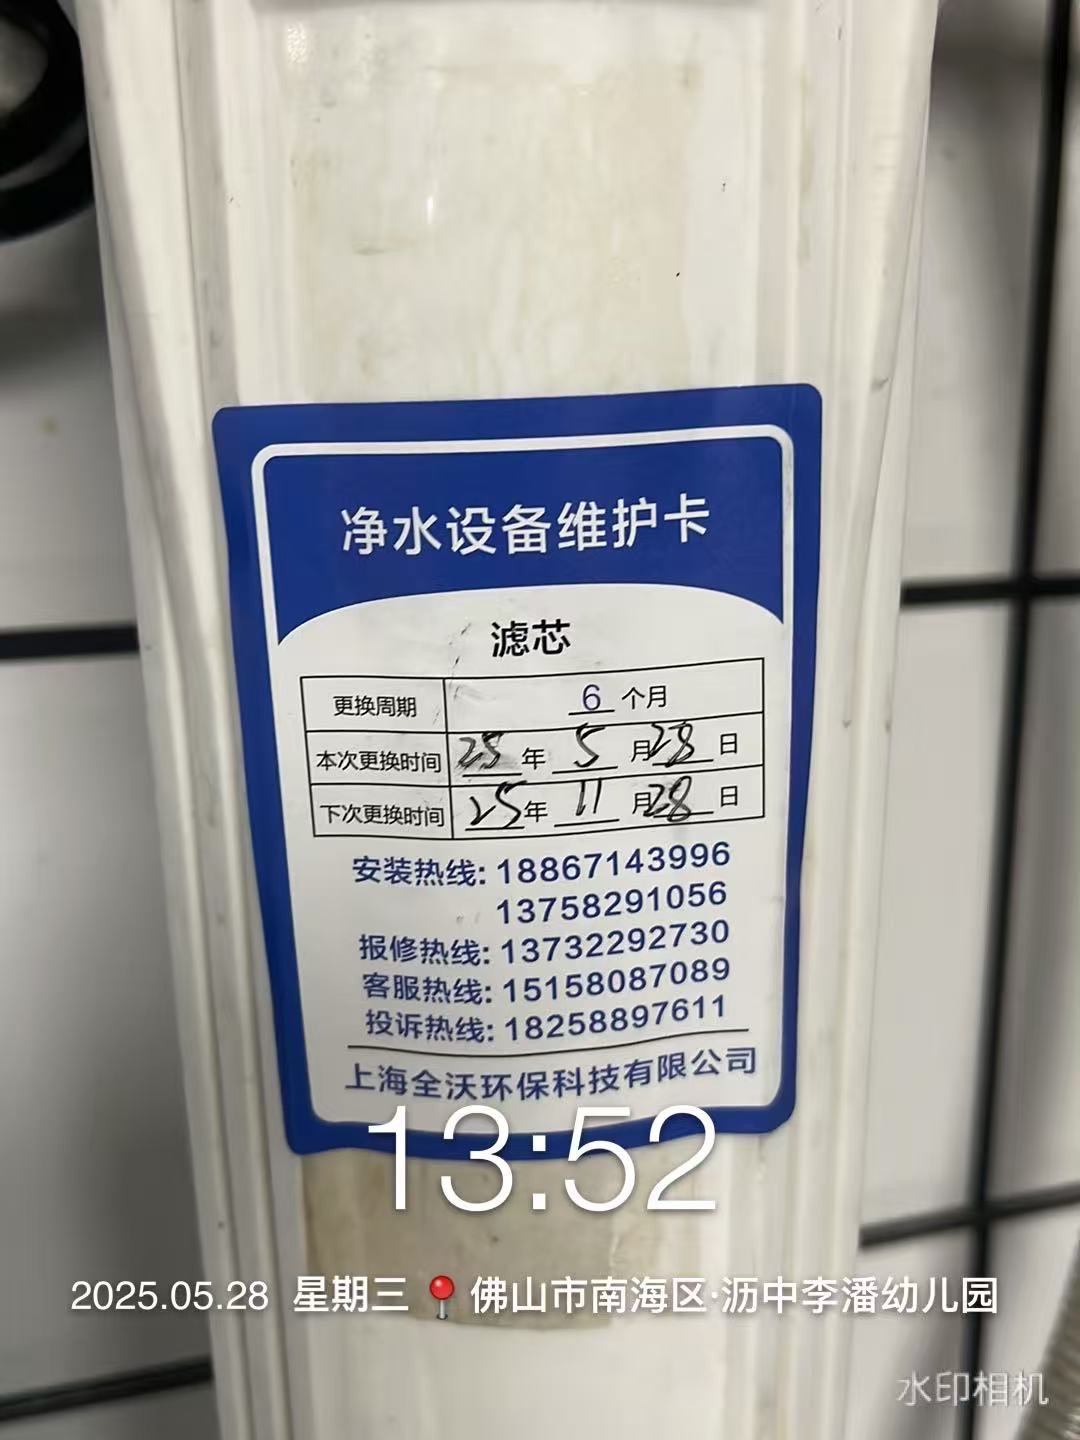 净水设备维护卡
滤芯
更换周期 6 个月
本次更换时间 25 年 5 月 28 日
下次更换时间 25 年 11 月 28 日
安装热线: 18867143996
13758291056
报修热线: 13732292730
客服热线: 15158087089
投诉热线: 18258897611
上海全沃环保科技有限公司
13:52
2025.05.28 星期三 📍佛山市南海区·沥中李潘幼儿园
水印相机